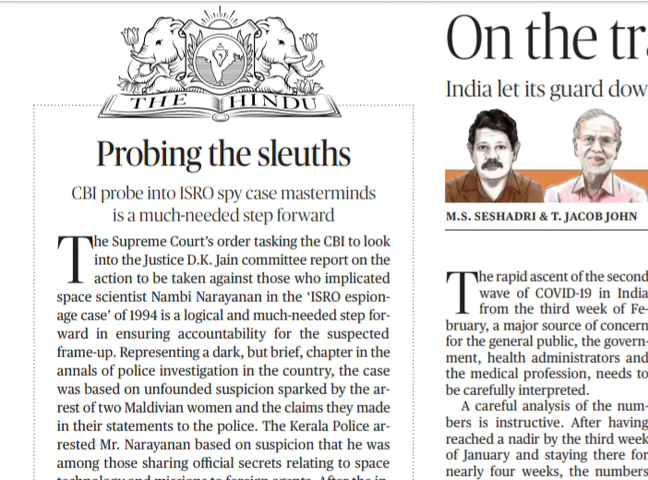 THE HINDU
Probing the sleuths
CBI probe into ISRO spy case masterminds
is a much-needed step forward
The Supreme Court's order tasking the CBI to look
into the Justice D.K. Jain committee report on the
action to be taken against those who implicated
space scientist Nambi Narayanan in the 'ISRO espion-
age case' of 1994 is a logical and much-needed step for-
ward in ensuring accountability for the suspected
frame-up. Representing a dark, but brief, chapter in the
annals of police investigation in the country, the case
was based on unfounded suspicion sparked by the ar-
rest of two Maldivian women and the claims they made
in their statements to the police. The Kerala Police ar-
rested Mr. Narayanan based on suspicion that he was
among those sharing official secrets relating to space
On the
India let its guard dow
M.S. SESHADRI & T. JACOB JOHN
The rapid ascent of the second
wave of COVID-19 in India
from the third week of Fe-
bruary, a major source of concern
for the general public, the govern-
ment, health administrators and
the medical profession, needs to
be carefully interpreted.
A careful analysis of the num-
bers is instructive. After having
reached a nadir by the third week
of January and staying there for
nearly four weeks, the numbers